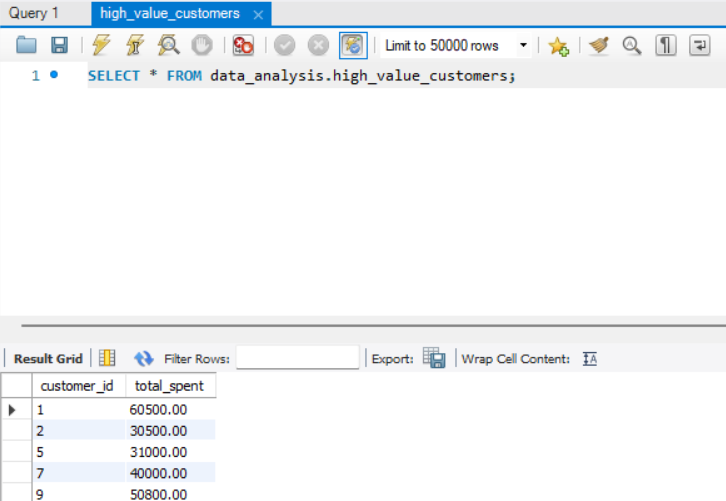 Query 1 high_value_customers
Limit to 50000 rows
1 SELECT * FROM data_analysis.high_value_customers;
Result Grid Filter Rows: Export: Wrap Cell Content:
customer_id total_spent
1 60500.00
2 30500.00
5 31000.00
7 40000.00
9 50800.00